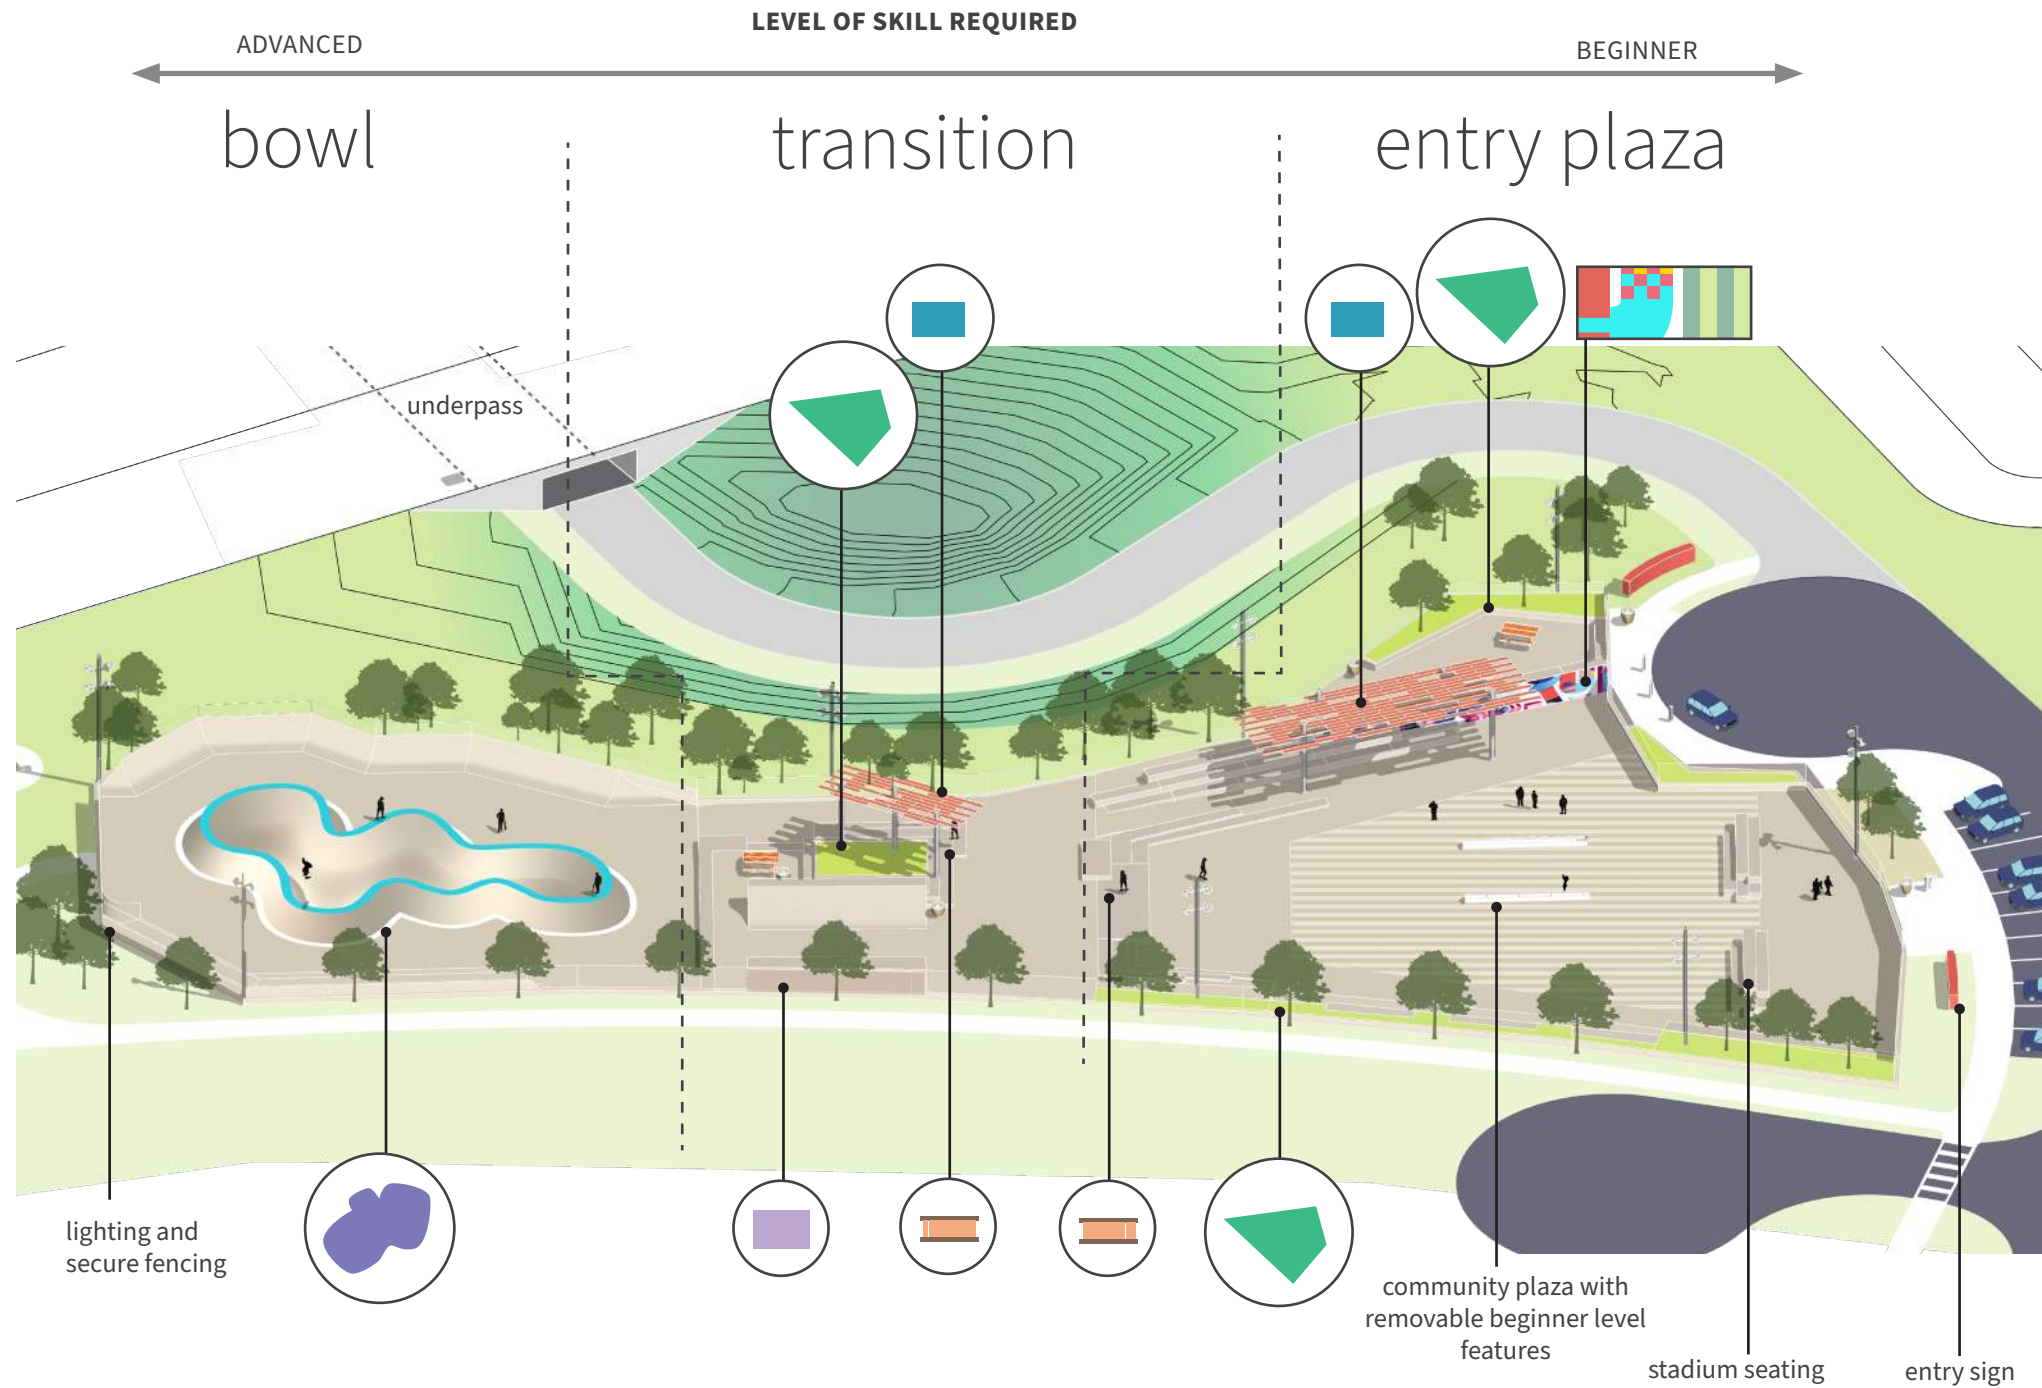 LEVEL OF SKILL REQUIRED
ADVANCED
BEGINNER
bowl
transition
entry plaza
underpass
lighting and
secure fencing
community plaza with
removable beginner level
features
stadium seating
entry sign